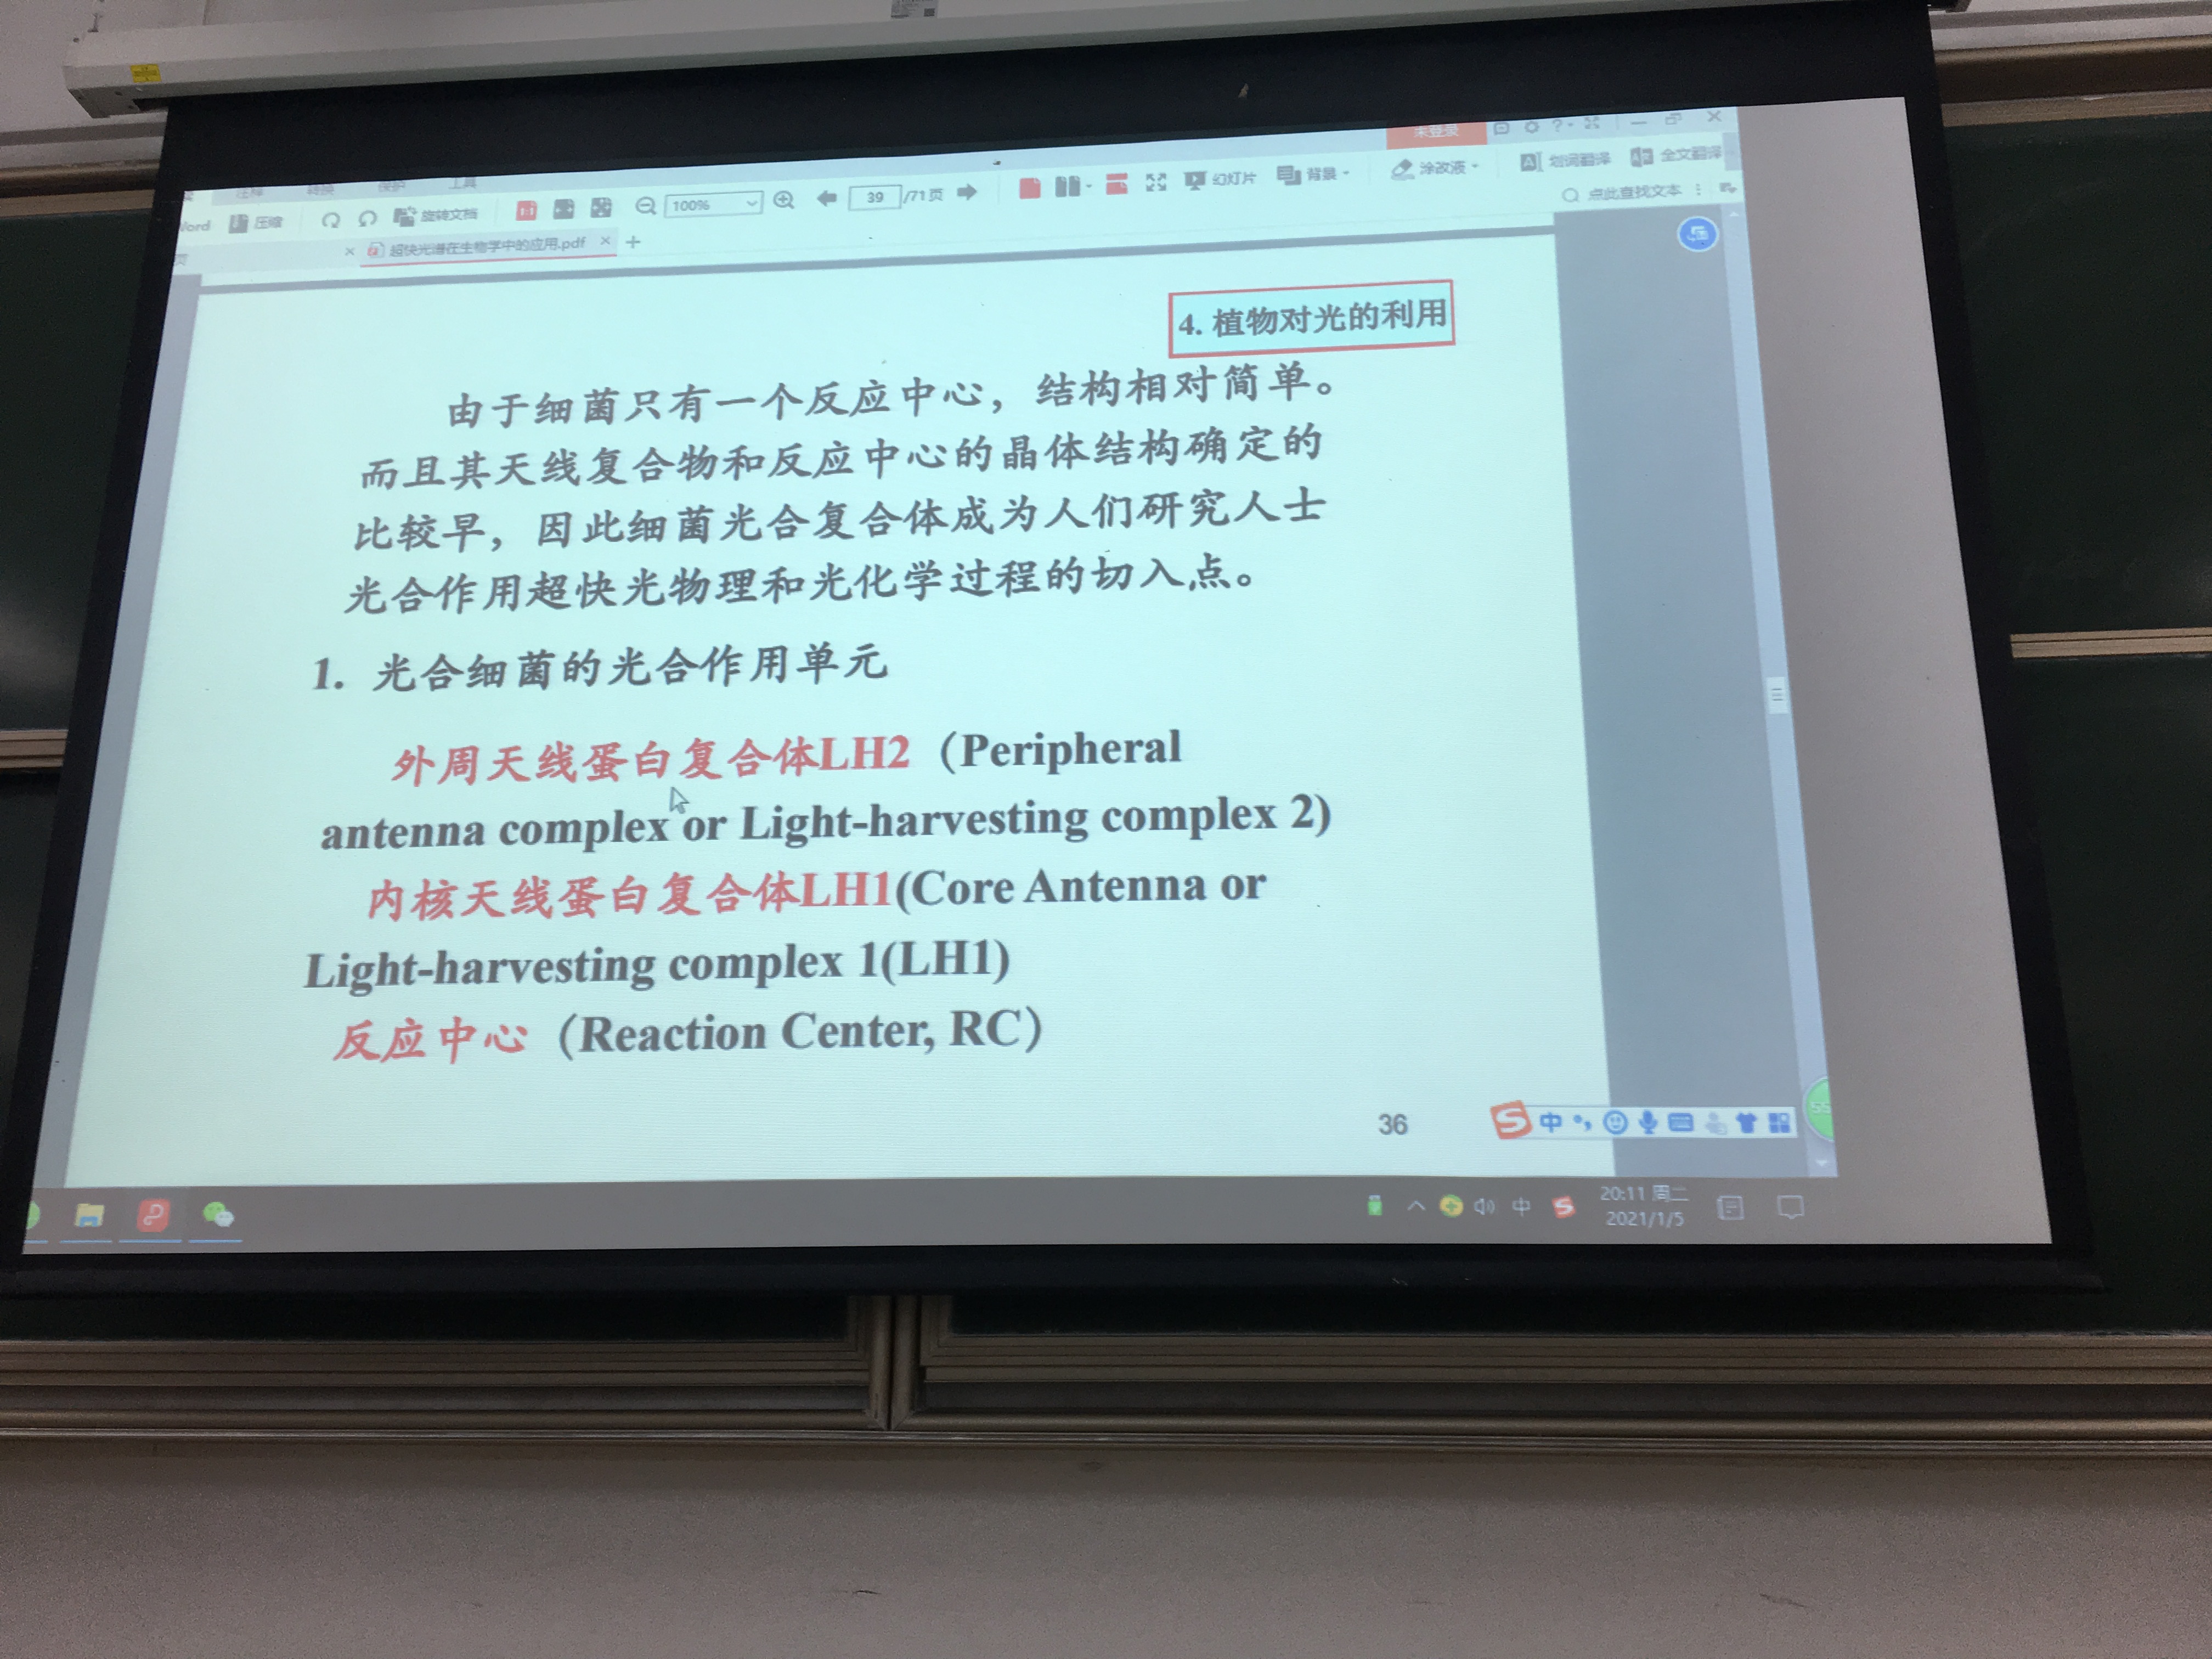 未登录
注释 转换 保护 工具
Word 压缩 旋转文档 100% 39 /71页 幻灯片 背景 涂改液 划词翻译 全文翻译
点此查找文本
超快光谱在生物学中的应用.pdf
4. 植物对光的利用
由于细菌只有一个反应中心，结构相对简单。
而且其天线复合物和反应中心的晶体结构确定的
比较早，因此细菌光合复合体成为人们研究人士
光合作用超快光物理和光化学过程的切入点。
1. 光合细菌的光合作用单元
外周天线蛋白复合体LH2（Peripheral
antenna complex or Light-harvesting complex 2)
内核天线蛋白复合体LH1(Core Antenna or
Light-harvesting complex 1(LH1)
反应中心（Reaction Center, RC）
36
中
55
中
20:11 周二
2021/1/5